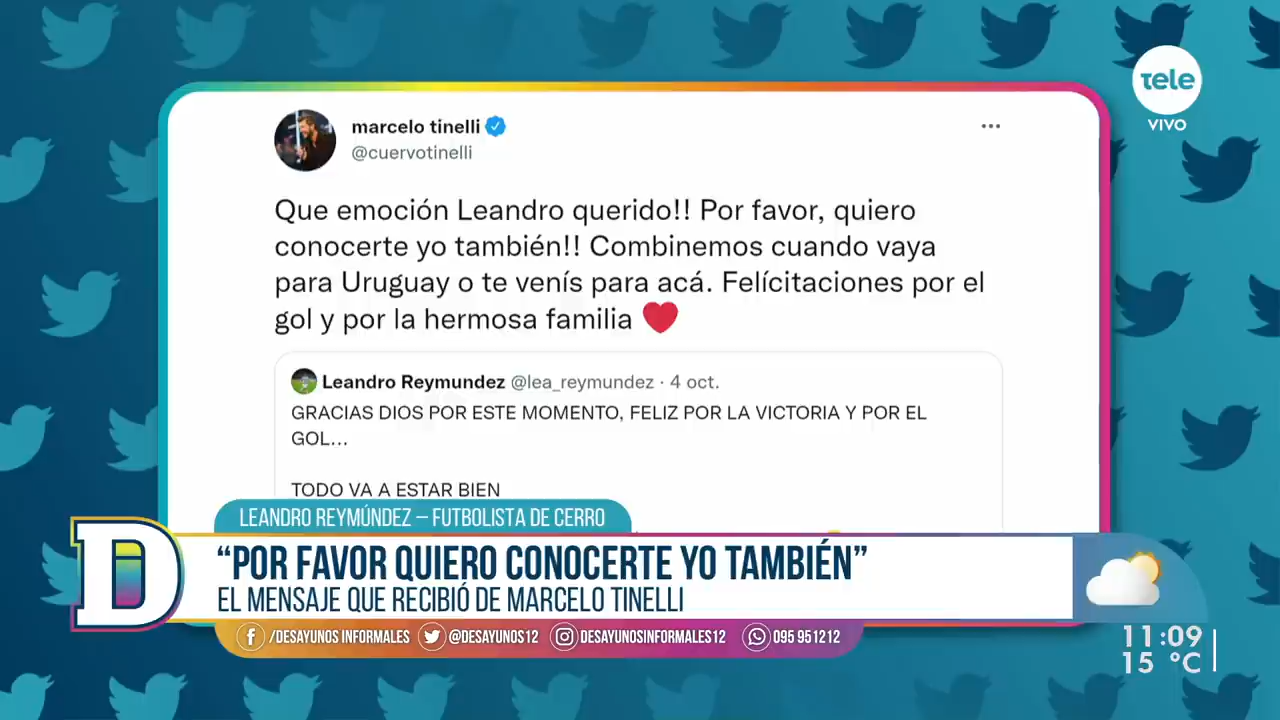 tele
VIVO
marcelo tinelli
@cuervotinelli
Que emoción Leandro querido!! Por favor, quiero
conocerte yo también!! Combinemos cuando vaya
para Uruguay o te venís para acá. Felícitaciones por el
gol y por la hermosa familia ❤️
Leandro Reymundez @lea_reymundez · 4 oct.
GRACIAS DIOS POR ESTE MOMENTO, FELIZ POR LA VICTORIA Y POR EL
GOL...
TODO VA A ESTAR BIEN
LEANDRO REYMÚNDEZ – FUTBOLISTA DE CERRO
“POR FAVOR QUIERO CONOCERTE YO TAMBIÉN”
EL MENSAJE QUE RECIBIÓ DE MARCELO TINELLI
/DESAYUNOS INFORMALES @DESAYUNOS12 DESAYUNOSINFORMALES12 095 951212
D
11:09
15 °C